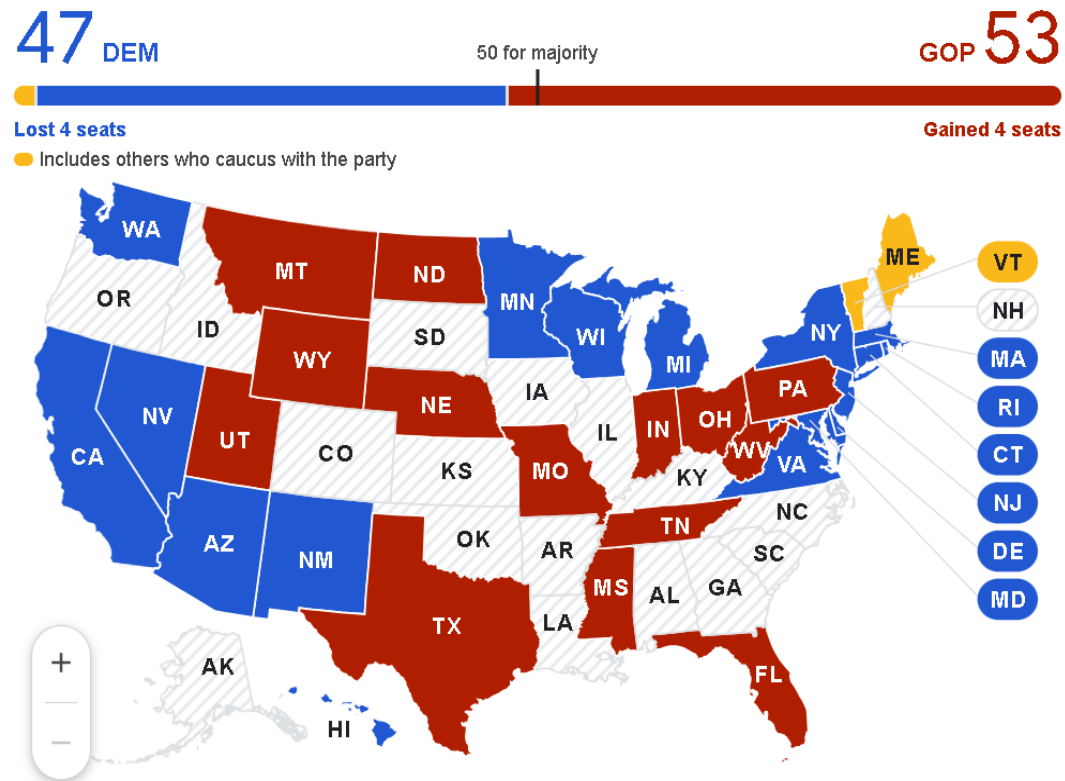 47 DEM
50 for majority
GOP 53
Lost 4 seats
Gained 4 seats
Includes others who caucus with the party
WA
MT
ND
MN
ME
VT
OR
ID
SD
WI
MI
NY
NH
WY
IA
MA
NV
NE
PA
RI
UT
CO
IL
IN
OH
CA
KS
MO
WV
VA
CT
KY
NJ
AZ
NM
OK
AR
TN
NC
SC
DE
MS
AL
GA
MD
TX
LA
AK
FL
HI
+
−